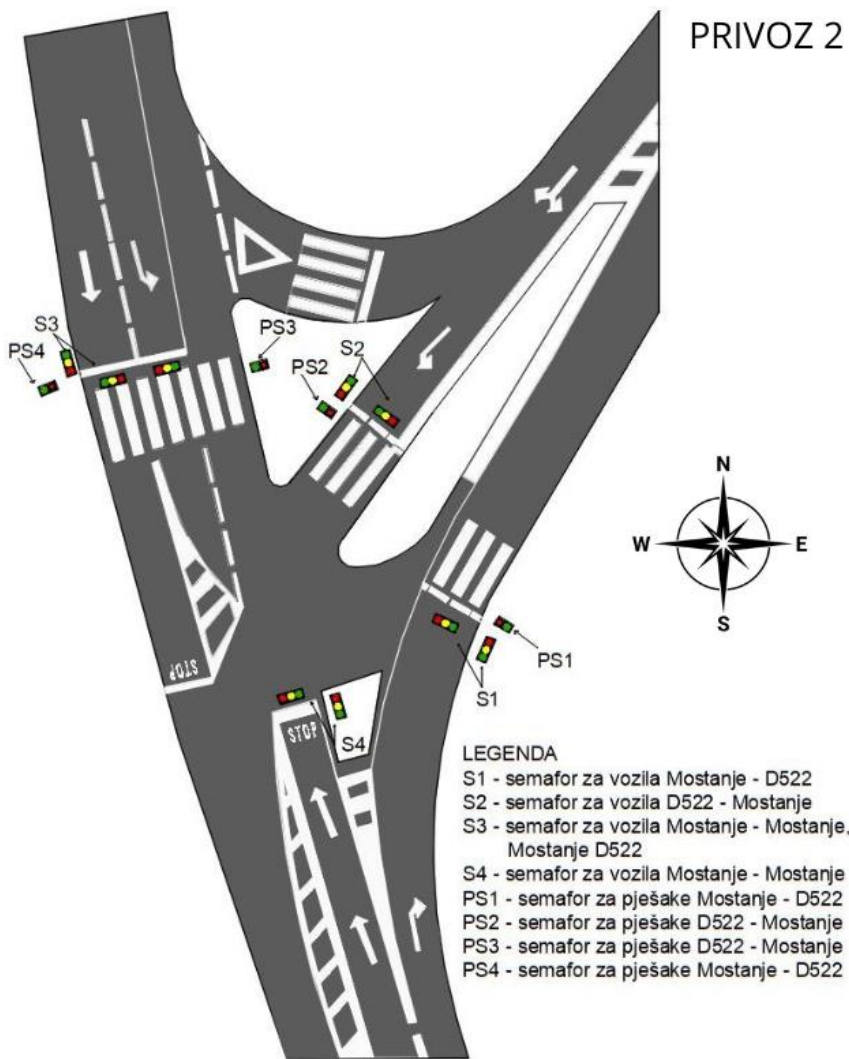 PRIVOZ 2
S3
PS4
PS3
PS2
S2
N
W
E
S
PS1
S1
STOP
S4
STOP
LEGENDA
S1 - semafor za vozila Mostanje - D522
S2 - semafor za vozila D522 - Mostanje
S3 - semafor za vozila Mostanje - Mostanje,
Mostanje D522
S4 - semafor za vozila Mostanje - Mostanje
PS1 - semafor za pješake Mostanje - D522
PS2 - semafor za pješake D522 - Mostanje
PS3 - semafor za pješake D522 - Mostanje
PS4 - semafor za pješake Mostanje - D522